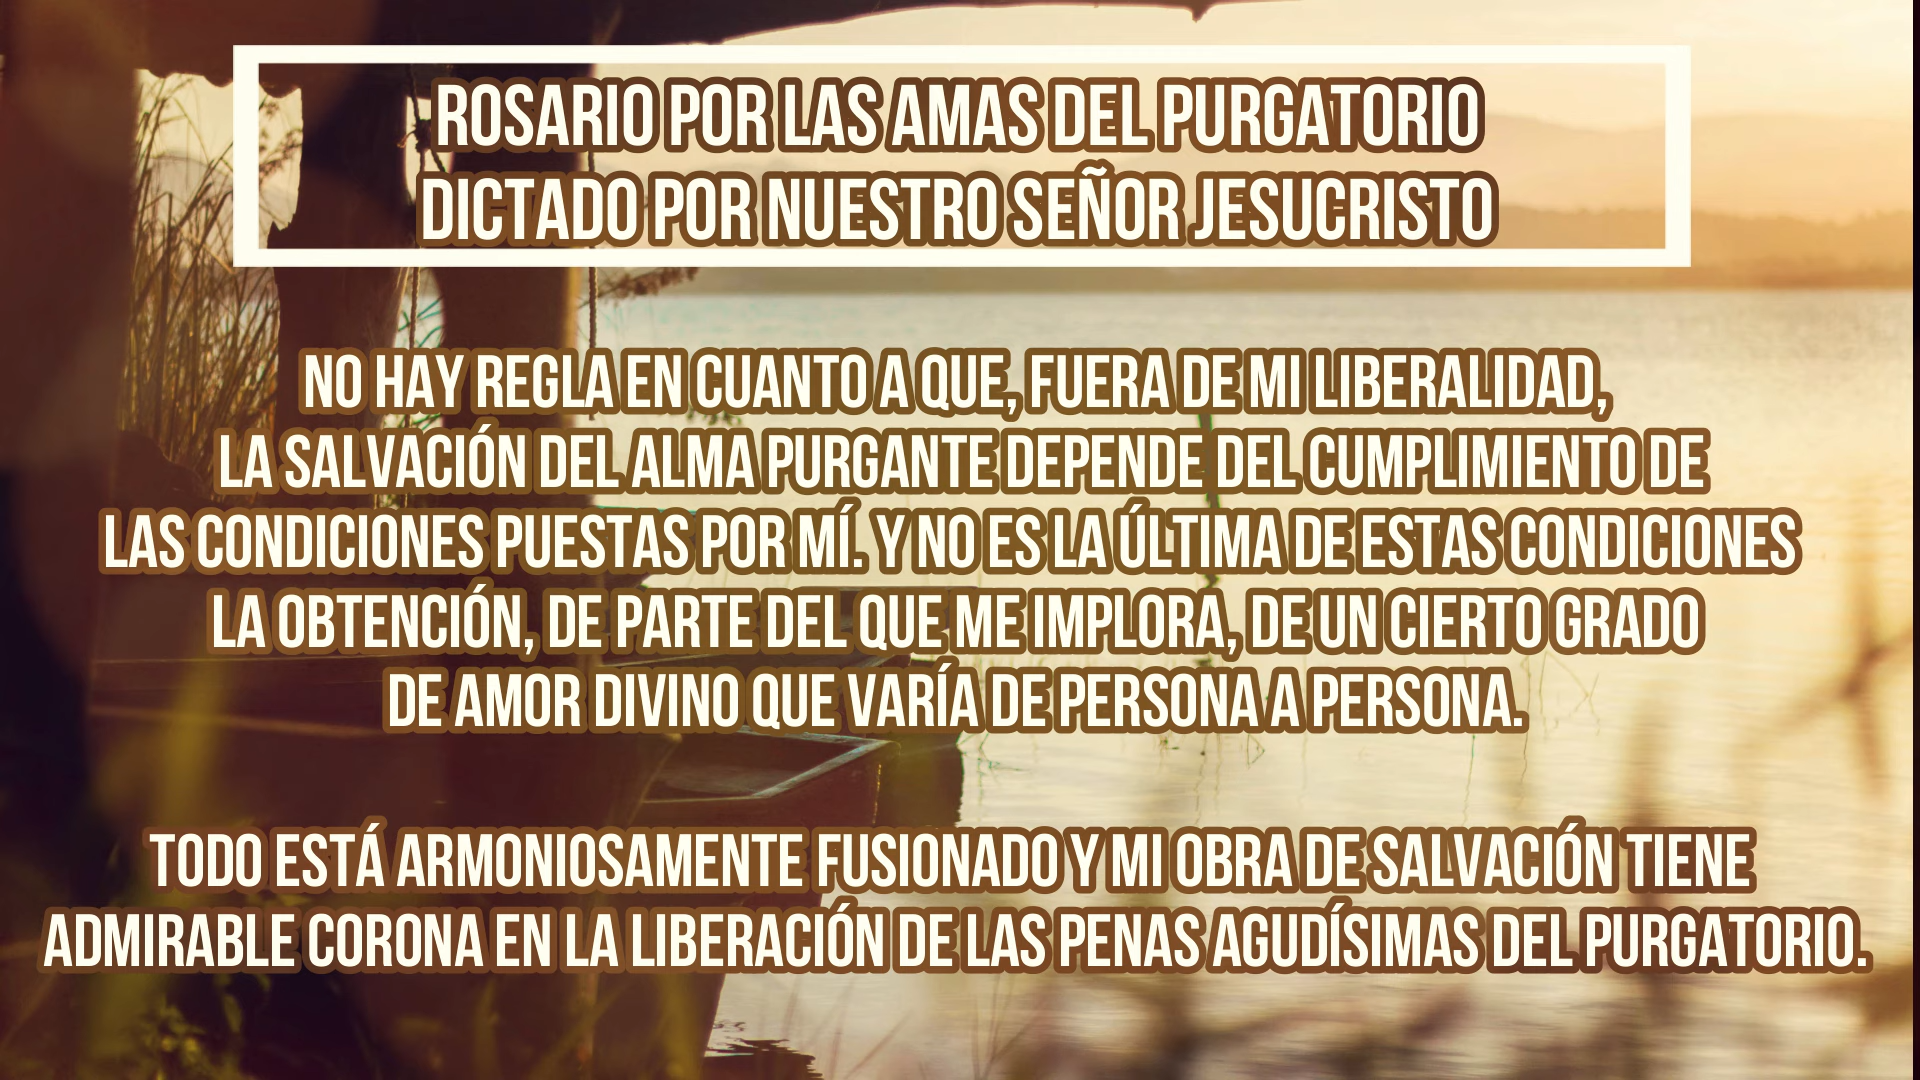 ROSARIO POR LAS AMAS DEL PURGATORIO
DICTADO POR NUESTRO SEÑOR JESUCRISTO
NO HAY REGLA EN CUANTO A QUE, FUERA DE MI LIBERALIDAD,
LA SALVACIÓN DEL ALMA PURGANTE DEPENDE DEL CUMPLIMIENTO DE
LAS CONDICIONES PUESTAS POR MÍ. Y NO ES LA ÚLTIMA DE ESTAS CONDICIONES
LA OBTENCIÓN, DE PARTE DEL QUE ME IMPLORA, DE UN CIERTO GRADO
DE AMOR DIVINO QUE VARÍA DE PERSONA A PERSONA.
TODO ESTÁ ARMONIOSAMENTE FUSIONADO Y MI OBRA DE SALVACIÓN TIENE
ADMIRABLE CORONA EN LA LIBERACIÓN DE LAS PENAS AGUDÍSIMAS DEL PURGATORIO.